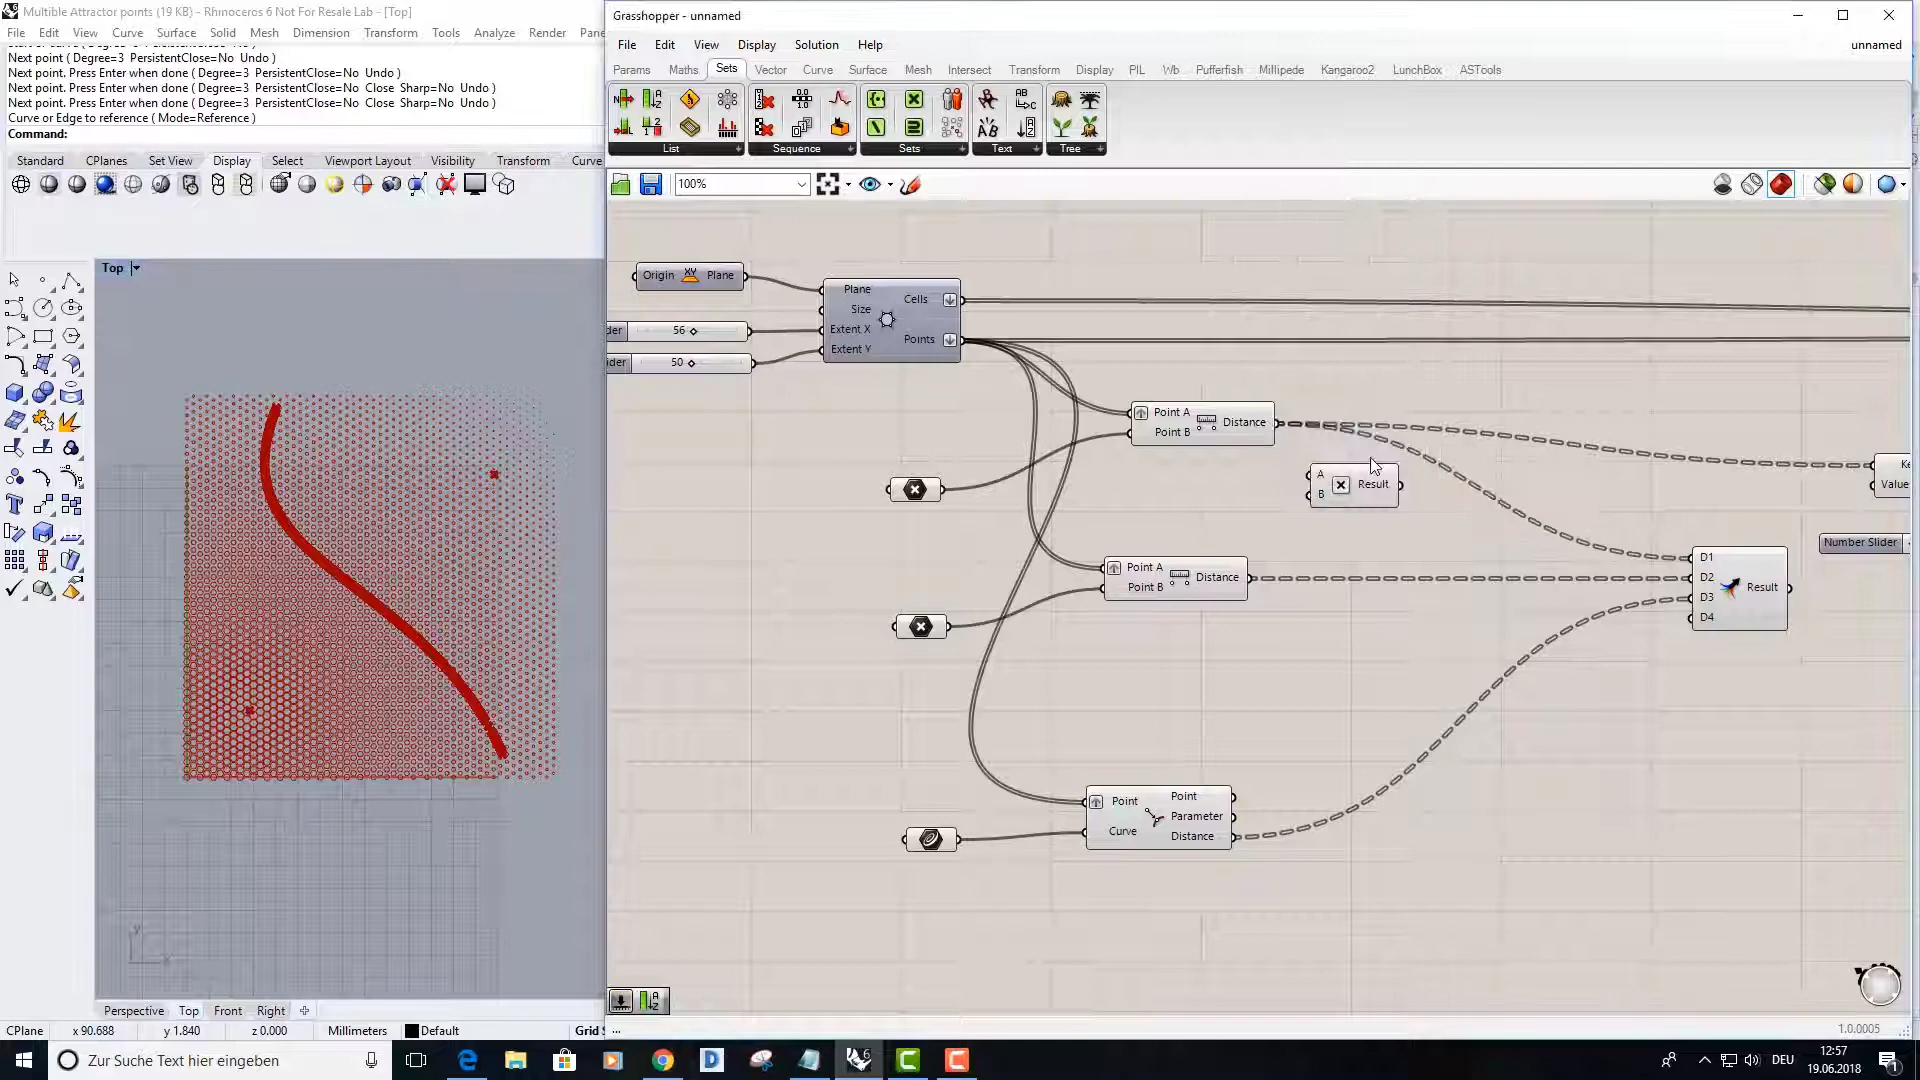 Multible Attractor points (19 KB) - Rhinoceros 6 Not For Resale Lab - [Top]
File Edit View Curve Surface Solid Mesh Dimension Transform Tools Analyze Render Pane
Next point ( Degree=3 PersistentClose=No Undo )
Next point. Press Enter when done ( Degree=3 PersistentClose=No Undo )
Next point. Press Enter when done ( Degree=3 PersistentClose=No Close Sharp=No Undo )
Next point. Press Enter when done ( Degree=3 PersistentClose=No Close Sharp=No Undo )
Curve or Edge to reference ( Mode=Reference )
Command:
Standard CPlanes Set View Display Select Viewport Layout Visibility Transform Curve
Top
Perspective Top Front Right
CPlane x 90.688 y 1.840 z 0.000 Millimeters Default Grid S
Grasshopper - unnamed
File Edit View Display Solution Help unnamed
Params Maths Sets Vector Curve Surface Mesh Intersect Transform Display PIL Wb Pufferfish Millipede Kangaroo2 LunchBox ASTools
List Sequence Sets Text Tree
100%
Origin XY Plane
Plane
Size
Extent X
Extent Y
Cells
Points
der 56
ider 50
Point A
Point B
Distance
A
B
Result
Point A
Point B
Distance
Ke
Value
Number Slider
D1
D2
D3
D4
Result
Point
Curve
Point
Parameter
Distance
...
1.0.0005
Zur Suche Text hier eingeben
DEU
12:57
19.06.2018